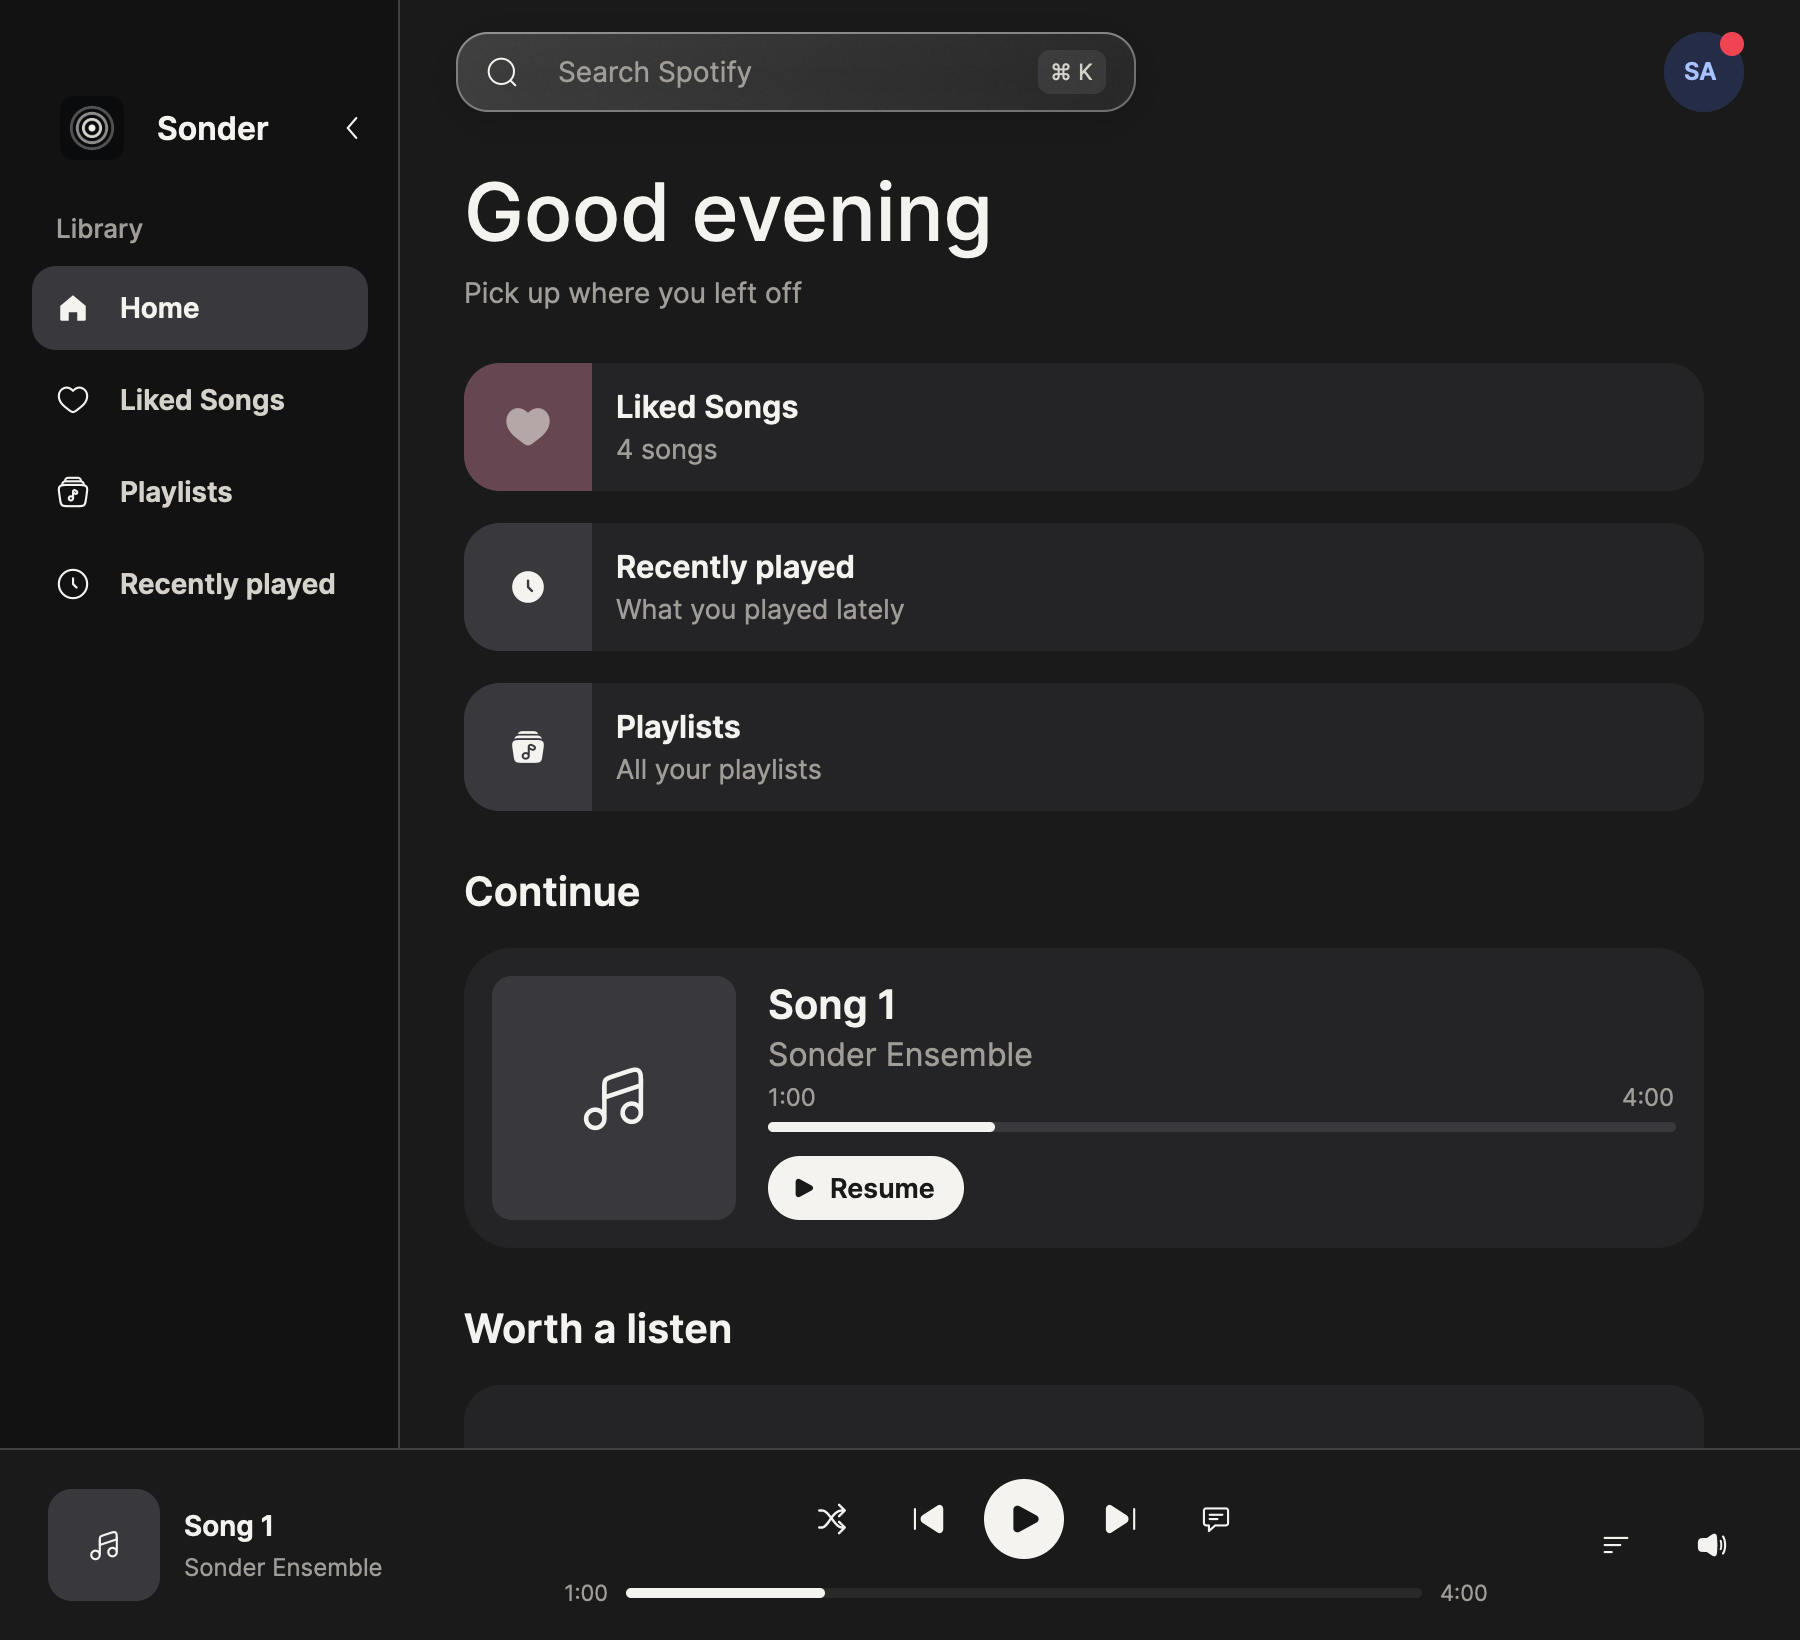 Sonder
Library
Home
Liked Songs
Playlists
Recently played
Search Spotify
⌘ K
SA
Good evening
Pick up where you left off
Liked Songs
4 songs
Recently played
What you played lately
Playlists
All your playlists
Continue
Song 1
Sonder Ensemble
1:00 4:00
Resume
Worth a listen
Song 1
Sonder Ensemble
1:00 4:00